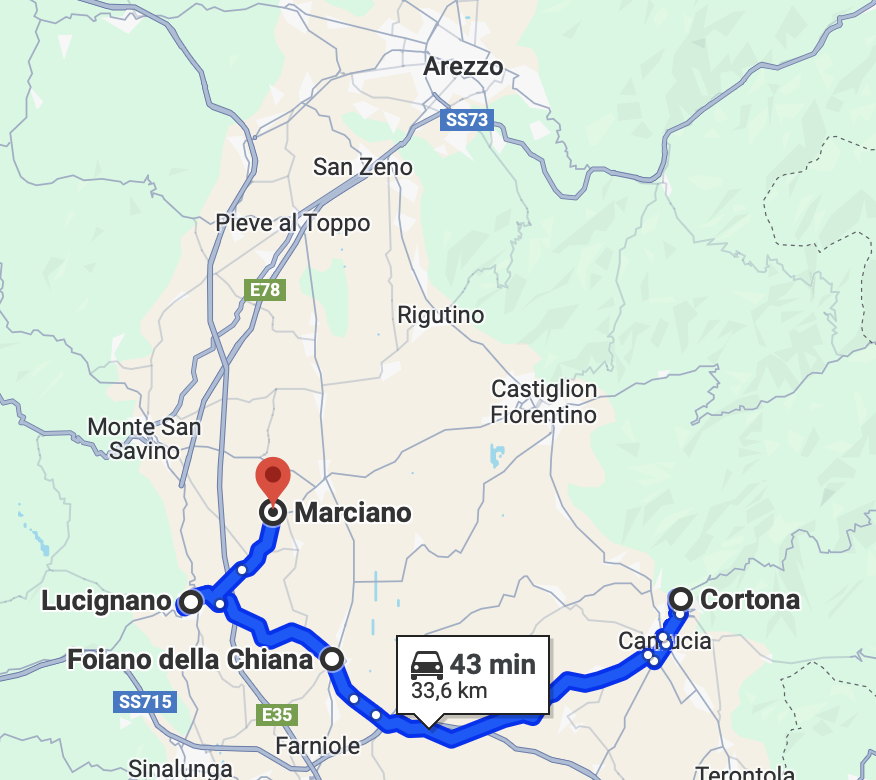 Arezzo
SS73
San Zeno
Pieve al Toppo
E78
Rigutino
Castiglion
Fiorentino
Monte San
Savino
Marciano
Lucignano
Cortona
Camucia
Foiano della Chiana
43 min
33,6 km
SS715
E35
Farniole
Sinalunga
Terontola